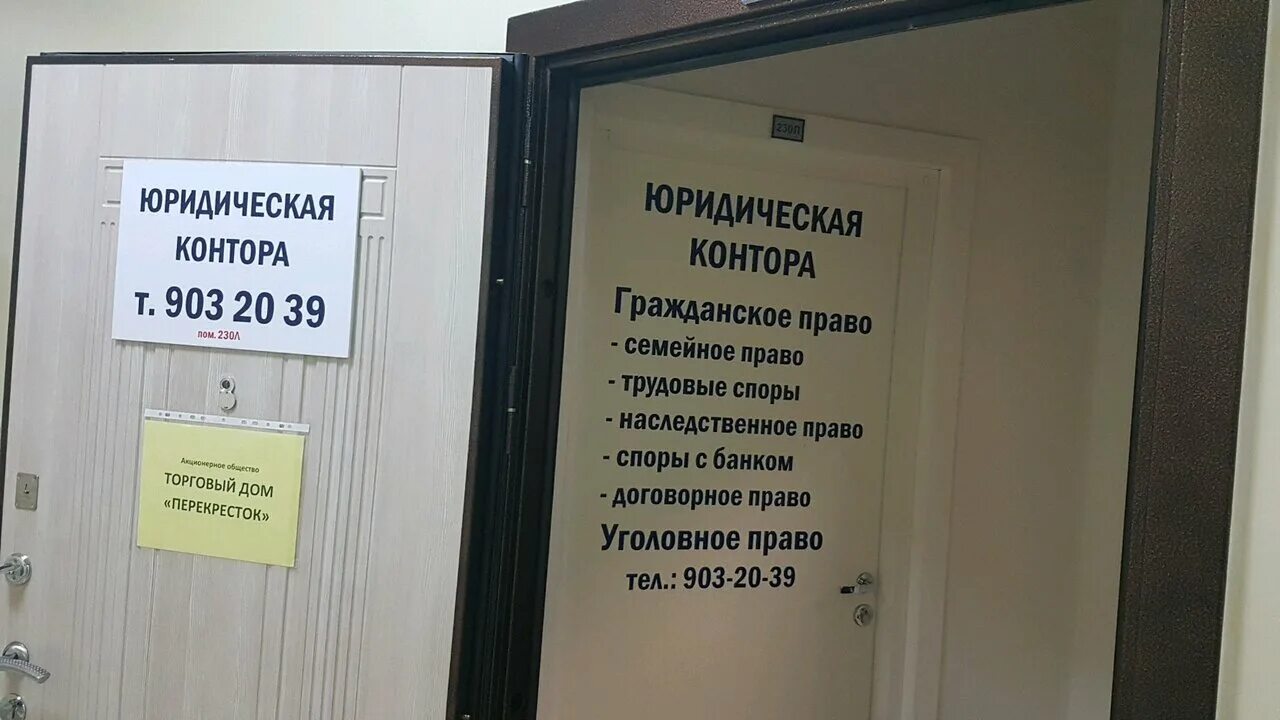 ЮРИДИЧЕСКАЯ
КОНТОРА
т. 903 20 39
пом. 230Л
Акционерное общество
ТОРГОВЫЙ ДОМ
«ПЕРЕКРЕСТОК»
230Л
ЮРИДИЧЕСКАЯ
КОНТОРА
Гражданское право
- семейное право
- трудовые споры
- наследственное право
- споры с банком
- договорное право
Уголовное право
тел.: 903-20-39